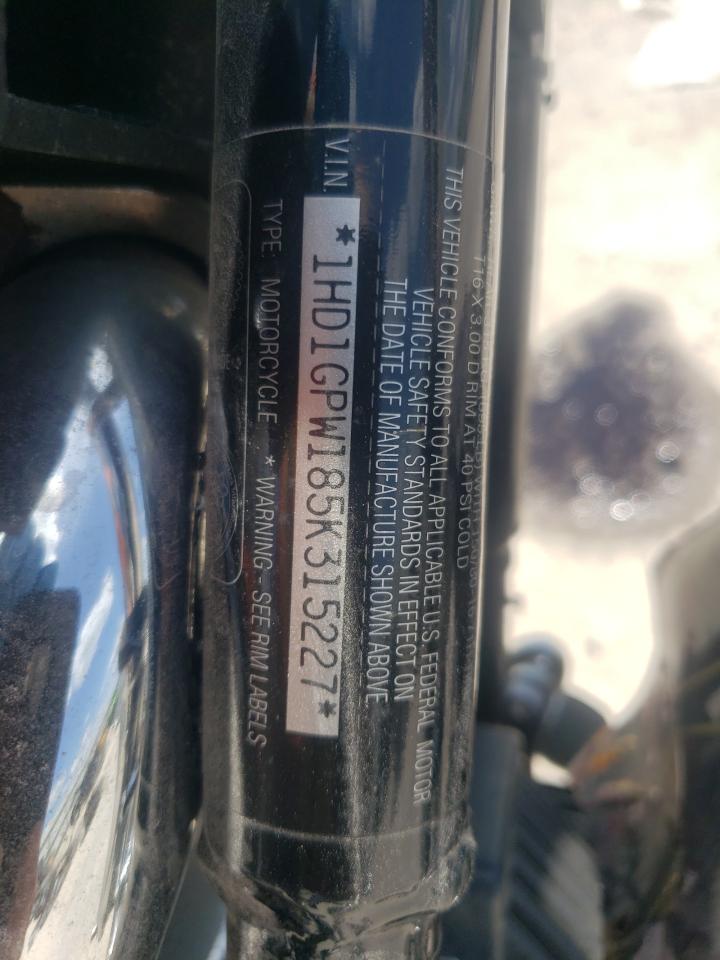 T16 X 3.00 D RIM AT 40 PSI COLD
THIS VEHICLE CONFORMS TO ALL APPLICABLE U.S. FEDERAL MOTOR
VEHICLE SAFETY STANDARDS IN EFFECT ON
THE DATE OF MANUFACTURE SHOWN ABOVE
V.I.N. *1HD1GPW185K315227*
TYPE: MOTORCYCLE * WARNING - SEE RIM LABELS